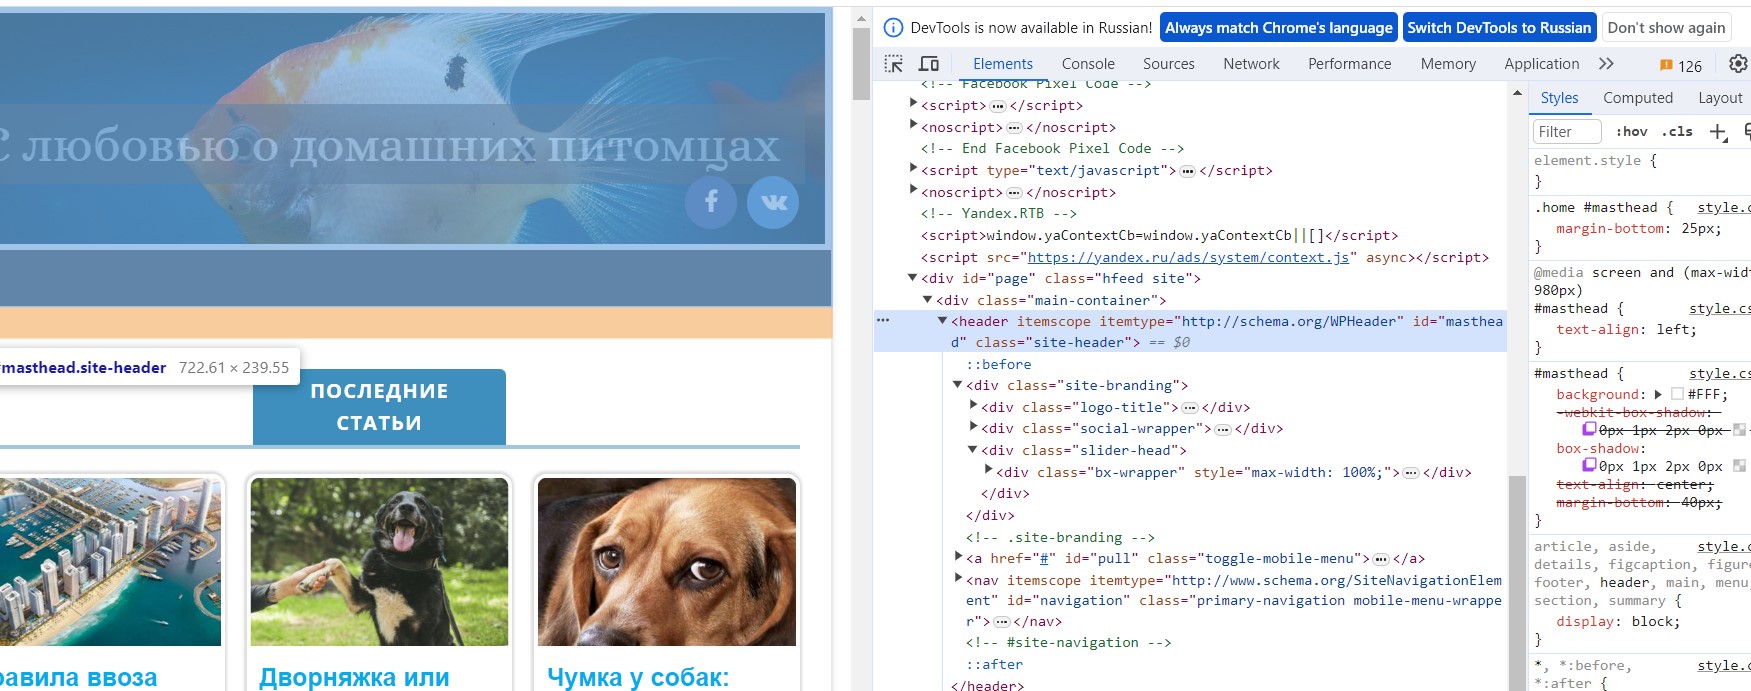 С любовью о домашних питомцах
masthead.site-header 722.61 × 239.55
ПОСЛЕДНИЕ
СТАТЬИ
Дворняжка или
Чумка у собак:
ввоза
DevTools is now available in Russian!
Always match Chrome's language
Switch DevTools to Russian
Don't show again
Elements Console Sources Network Performance Memory Application 126
<!-- Facebook Pixel Code -->
<script>…</script>
<noscript>…</noscript>
<!-- End Facebook Pixel Code -->
<script type="text/javascript">…</script>
<noscript>…</noscript>
<!-- Yandex.RTB -->
<script>window.yaContextCb=window.yaContextCb||[]</script>
<script src="https://yandex.ru/ads/system/context.js" async></script>
<div id="page" class="hfeed site">
<div class="main-container">
<header itemscope itemtype="http://schema.org/WPHeader" id="masthea
d" class="site-header"> == $0
::before
<div class="site-branding">
<div class="logo-title">…</div>
<div class="social-wrapper">…</div>
<div class="slider-head">
<div class="bx-wrapper" style="max-width: 100%;">…</div>
</div>
</div>
<!-- .site-branding -->
<a href="#" id="pull" class="toggle-mobile-menu">…</a>
<nav itemscope itemtype="http://www.schema.org/SiteNavigationElem
ent" id="navigation" class="primary-navigation mobile-menu-wrappe
r">…</nav>
<!-- #site-navigation -->
::after
</header>
Styles Computed Layout
Filter :hov .cls
element.style {
}
.home #masthead { style.c
margin-bottom: 25px;
}
@media screen and (max-wid
980px)
#masthead { style.cs
text-align: left;
}
#masthead { style.cs
background: #FFF;
-webkit-box-shadow:
0px 1px 2px 0px
box-shadow:
0px 1px 2px 0px
text-align: center;
margin-bottom: 40px;
}
article, aside, style.c
details, figcaption, figure
footer, header, main, menu
section, summary {
display: block;
}
*, *:before, style.c
*:after {